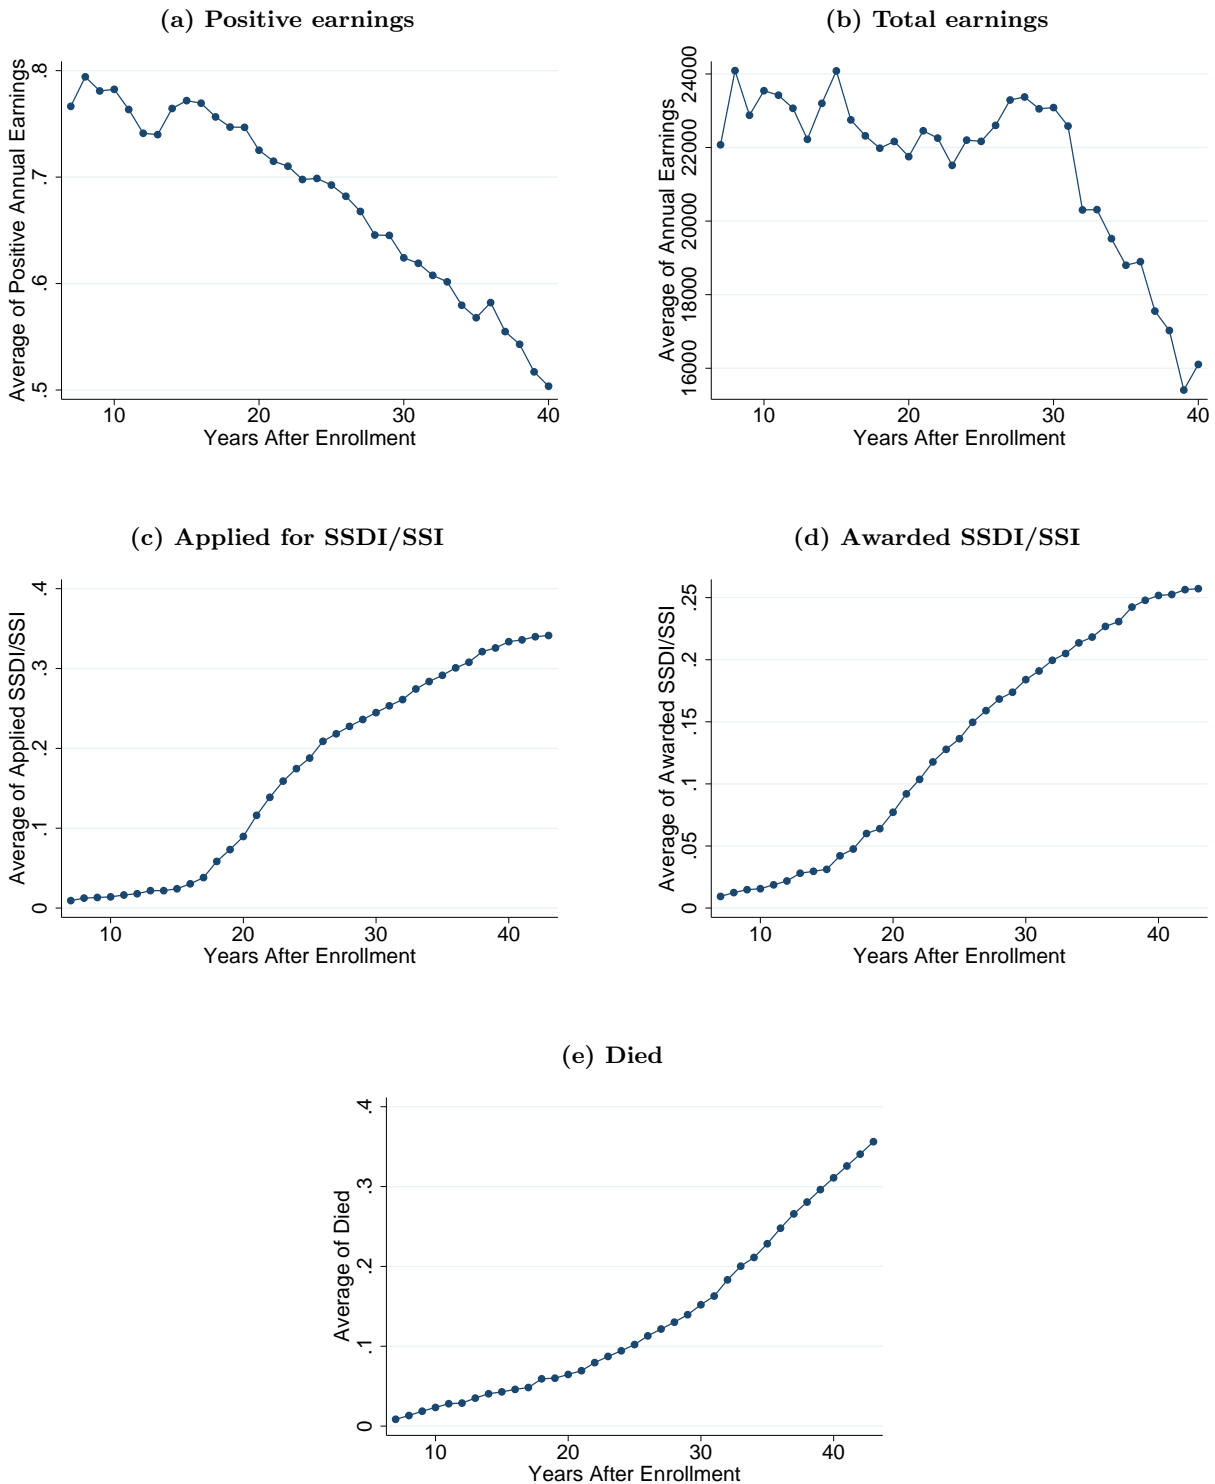 (a) Positive earnings
Average of Positive Annual Earnings
.8
.7
.6
.5
10 20 30 40
Years After Enrollment
(b) Total earnings
Average of Annual Earnings
24000
22000
20000
18000
16000
10 20 30 40
Years After Enrollment
(c) Applied for SSDI/SSI
Average of Applied SSDI/SSI
.4
.3
.2
.1
0
10 20 30 40
Years After Enrollment
(d) Awarded SSDI/SSI
Average of Awarded SSDI/SSI
.25
.2
.15
.1
.05
0
10 20 30 40
Years After Enrollment
(e) Died
Average of Died
.4
.3
.2
.1
0
10 20 30 40
Years After Enrollment